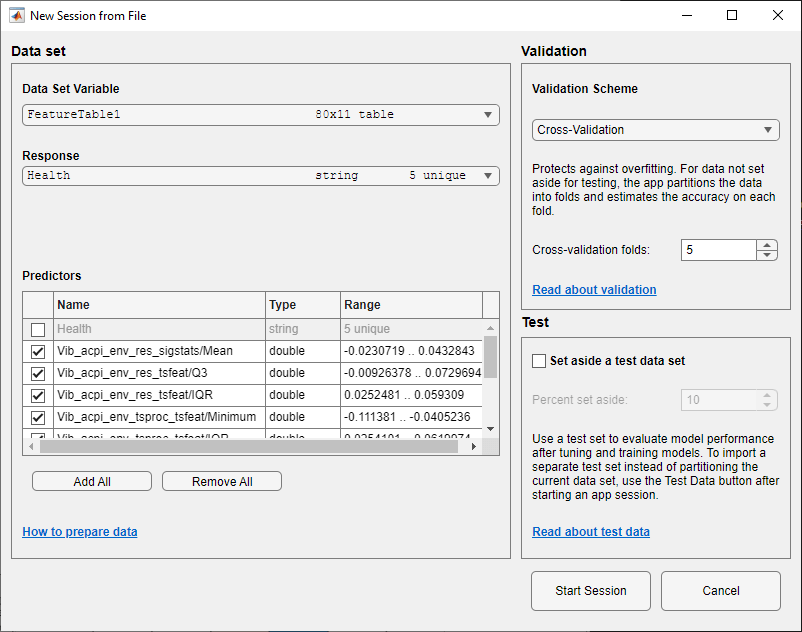 New Session from File
Data set
Data Set Variable
FeatureTable1 80x11 table
Response
Health string 5 unique
Predictors
Name Type Range
Health string 5 unique
Vib_acpi_env_res_sigstats/Mean double -0.0230719 .. 0.0432843
Vib_acpi_env_res_tsfeat/Q3 double -0.00926378 .. 0.0729694
Vib_acpi_env_res_tsfeat/IQR double 0.0252481 .. 0.059309
Vib_acpi_env_tsproc_tsfeat/Minimum double -0.111381 .. -0.0405236
Vib_acpi_env_tsproc_tsfeat/IQR double
Add All Remove All
How to prepare data
Validation
Validation Scheme
Cross-Validation
Protects against overfitting. For data not set
aside for testing, the app partitions the data
into folds and estimates the accuracy on each
fold.
Cross-validation folds: 5
Read about validation
Test
Set aside a test data set
Percent set aside: 10
Use a test set to evaluate model performance
after tuning and training models. To import a
separate test set instead of partitioning the
current data set, use the Test Data button after
starting an app session.
Read about test data
Start Session Cancel